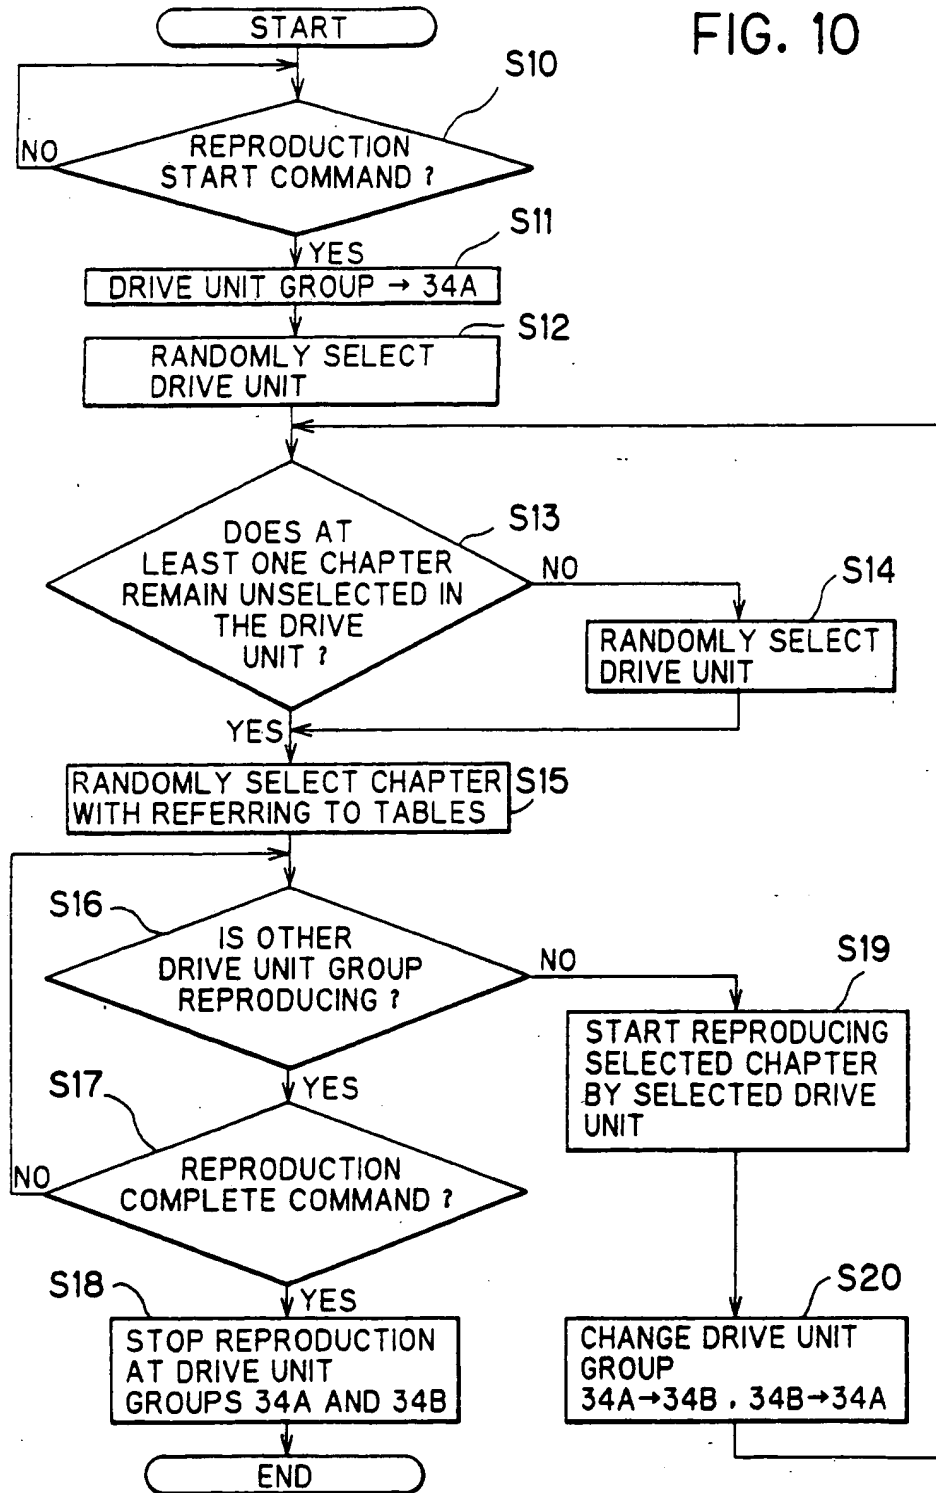 FIG. 10
START
S10
REPRODUCTION
START COMMAND ?
NO
YES
S11
DRIVE UNIT GROUP → 34A
S12
RANDOMLY SELECT
DRIVE UNIT
S13
DOES AT
LEAST ONE CHAPTER
REMAIN UNSELECTED IN
THE DRIVE
UNIT ?
NO
S14
RANDOMLY SELECT
DRIVE UNIT
YES
S15
RANDOMLY SELECT CHAPTER
WITH REFERRING TO TABLES
S16
IS OTHER
DRIVE UNIT GROUP
REPRODUCING ?
NO
S19
START REPRODUCING
SELECTED CHAPTER
BY SELECTED DRIVE
UNIT
YES
S17
REPRODUCTION
COMPLETE COMMAND ?
NO
YES
S18
STOP REPRODUCTION
AT DRIVE UNIT
GROUPS 34A AND 34B
S20
CHANGE DRIVE UNIT
GROUP
34A→34B , 34B→34A
END